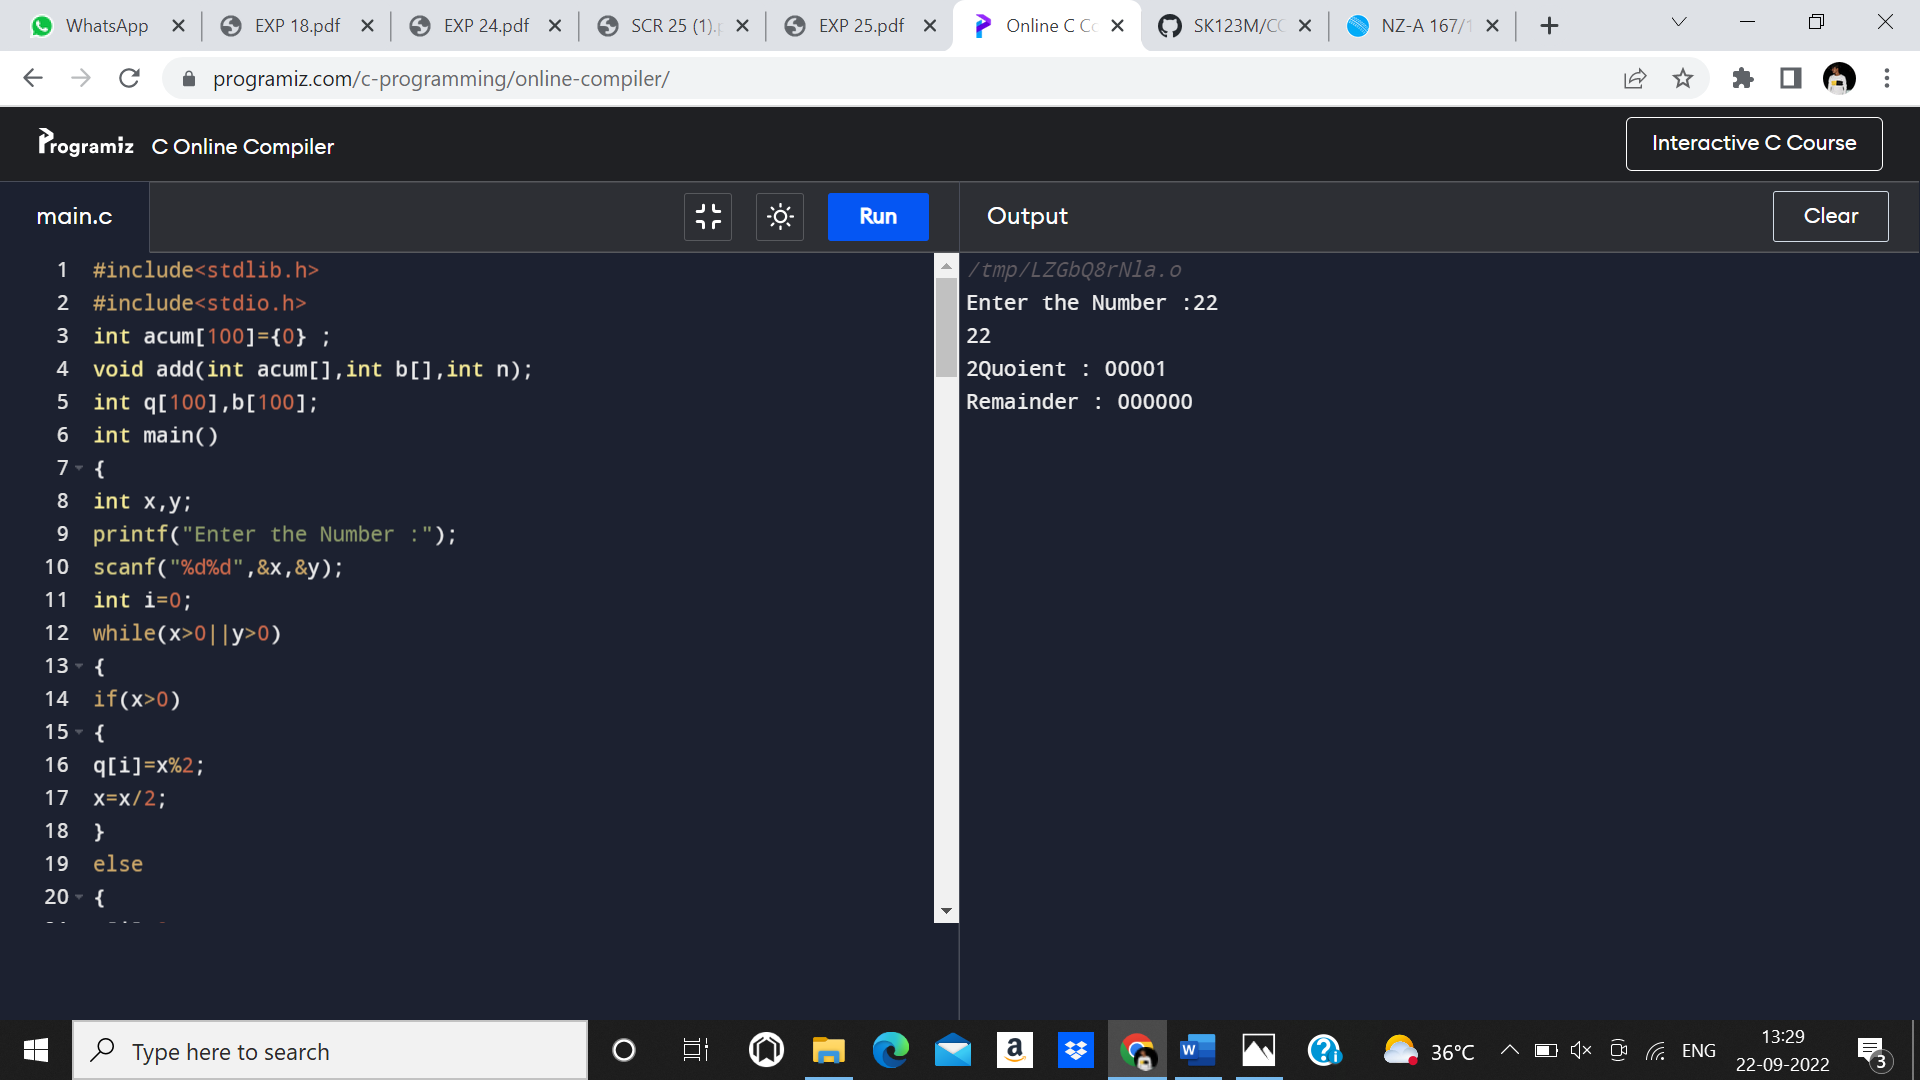 WhatsApp
EXP 18.pdf
EXP 24.pdf
SCR 25 (1).p
EXP 25.pdf
Online C Co
SK123M/CO
NZ-A 167/1
programiz.com/c-programming/online-compiler/
Programiz C Online Compiler
Interactive C Course
main.c
Run
Output
Clear
1 #include<stdlib.h>
2 #include<stdio.h>
3 int acum[100]={0} ;
4 void add(int acum[],int b[],int n);
5 int q[100],b[100];
6 int main()
7 {
8 int x,y;
9 printf("Enter the Number :");
10 scanf("%d%d",&x,&y);
11 int i=0;
12 while(x>0||y>0)
13 {
14 if(x>0)
15 {
16 q[i]=x%2;
17 x=x/2;
18 }
19 else
20 {
/tmp/LZGbQ8rNla.o
Enter the Number :22
22
2Quoient : 00001
Remainder : 000000
Type here to search
36°C
ENG
13:29
22-09-2022
3